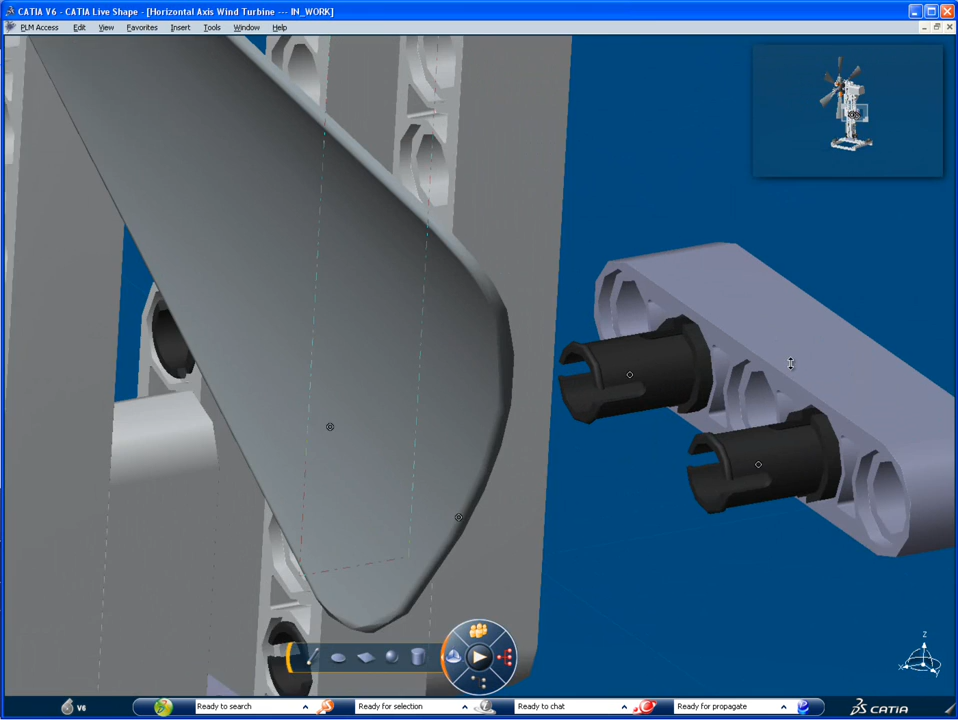 CATIA V6 - CATIA Live Shape - [Horizontal Axis Wind Turbine --- IN_WORK]
PLM Access Edit View Favorites Insert Tools Window Help
Z
X
V6 Ready to search Ready for selection Ready to chat Ready for propagate CATIA